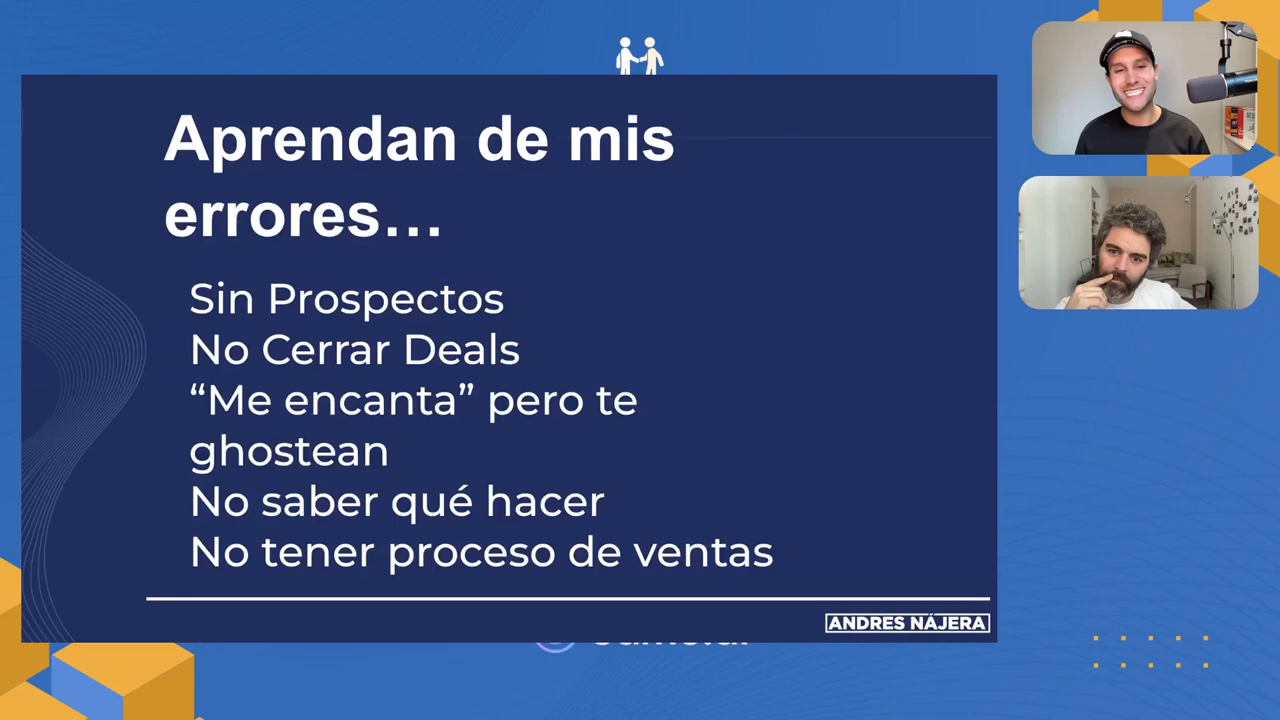 Aprendan de mis
errores…
Sin Prospectos
No Cerrar Deals
“Me encanta” pero te
ghostean
No saber qué hacer
No tener proceso de ventas
ANDRES NÁJERA